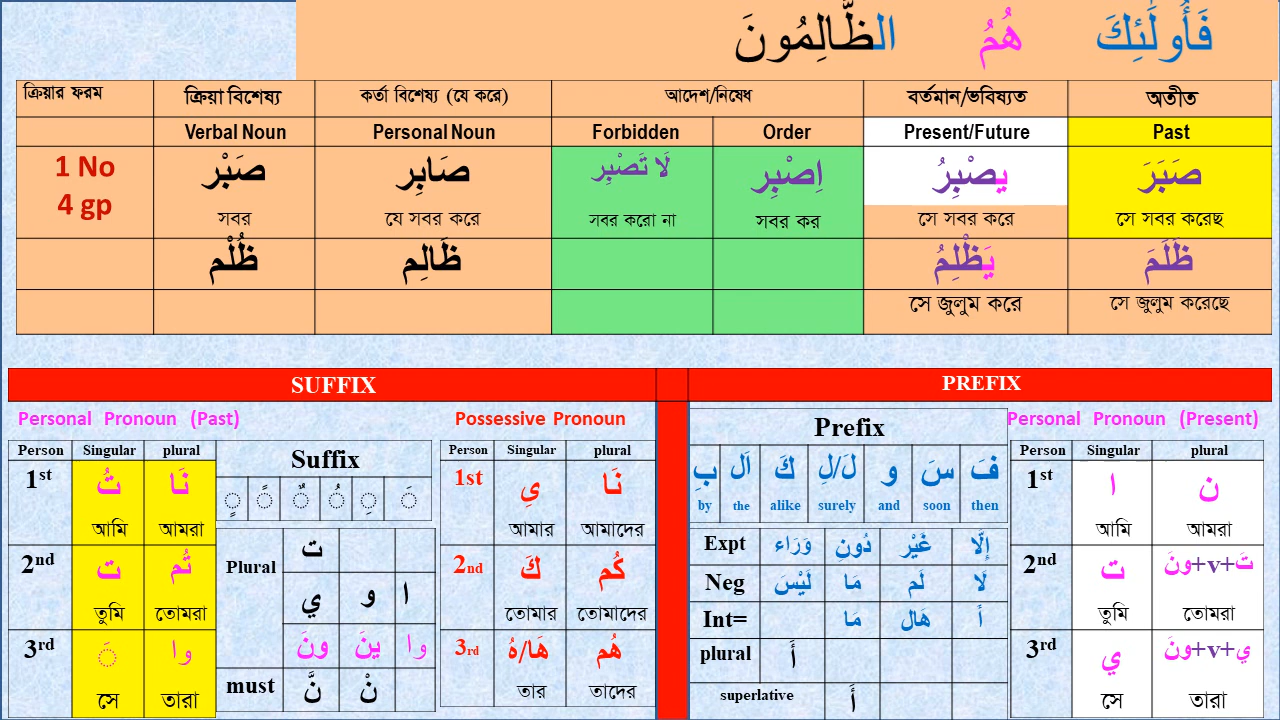 فَأُولَٰئِكَ هُمُ الظَّالِمُونَ
ক্রিয়ার ফরম ক্রিয়া বিশেষ্য কর্তা বিশেষ্য (যে করে) আদেশ/নিষেধ বর্তমান/ভবিষ্যত অতীত
Verbal Noun Personal Noun Forbidden Order Present/Future Past
1 No صَبْر صَابِر لَا تَصْبِر اِصْبِر يصْبِرُ صَبَرَ
4 gp সবর যে সবর করে সবর করো না সবর কর সে সবর করে সে সবর করেছ
ظُلْم ظَالِم يَظْلِمُ ظَلَمَ
সে জুলুম করে সে জুলুম করেছে
SUFFIX PREFIX
Personal Pronoun (Past) Possessive Pronoun Personal Pronoun (Present)
Person Singular plural
1st تُ نَا
আমি আমরা
2nd ت تُم
তুমি তোমরা
3rd َ وا
সে তারা
Suffix
ٍ ً ٌ ُ ِ َ
Plural ت
ي و ا
ونَ ينَ وا
must نَّ نْ
Person Singular plural
1st ي نَا
আমার আমাদের
2nd كَ كُم
তোমার তোমাদের
3rd هَا/هُ هُم
তার তাদের
Prefix
بِ اَل كَ لَ/لِ و سَ فَ
by the alike surely and soon then
Expt وَرَاء دُونِ غَيْر إِلَّا
Neg لَيْسَ مَا لَم لَا
Int= مَا هَال أَ
plural أَ
superlative أَ
Person Singular plural
1st ا ن
আমি আমরা
2nd ت تَ+v+ونَ
তুমি তোমরা
3rd ي ي+v+ونَ
সে তারা